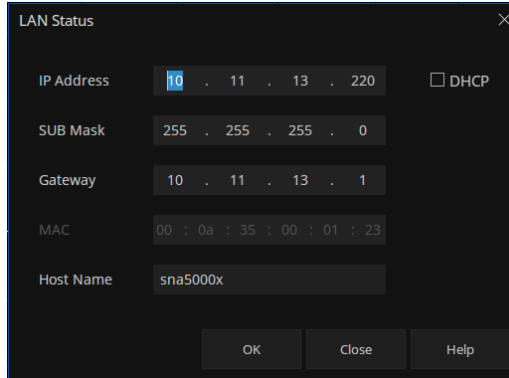 LAN Status
IP Address 10 . 11 . 13 . 220 DHCP
SUB Mask 255 . 255 . 255 . 0
Gateway 10 . 11 . 13 . 1
MAC 00 : 0a : 35 : 00 : 01 : 23
Host Name sna5000x
OK Close Help